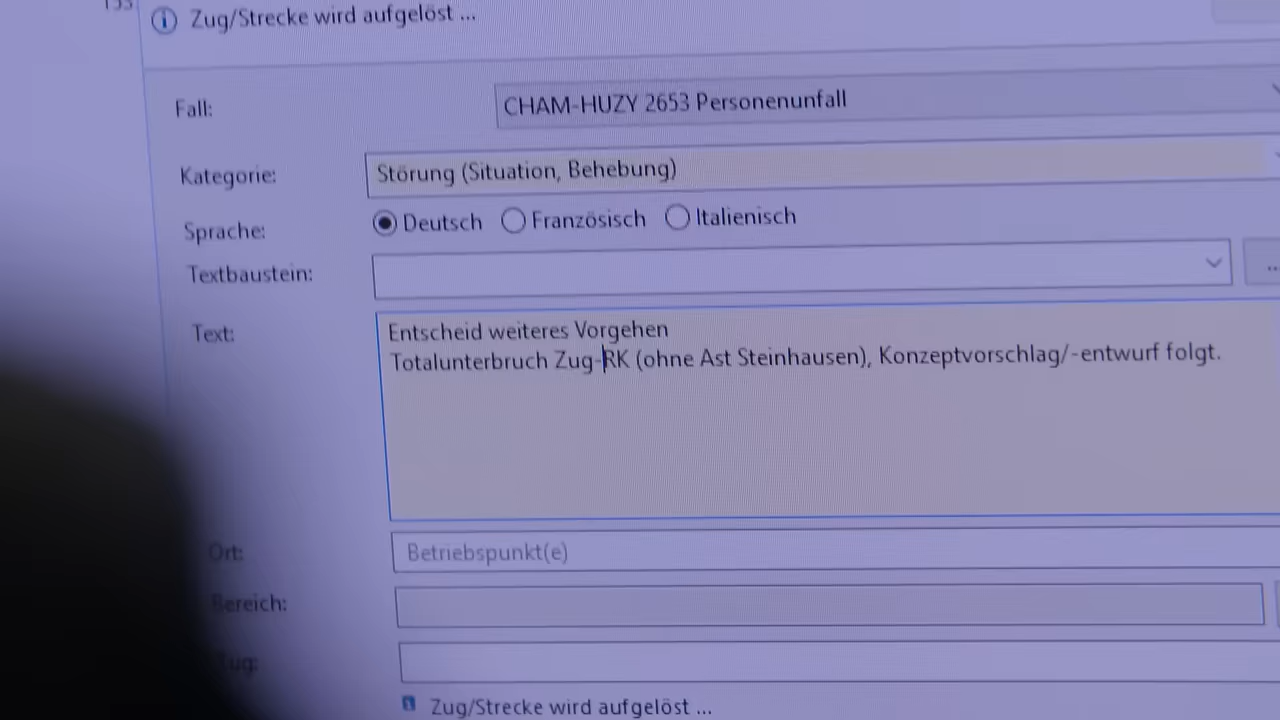 Zug/Strecke wird aufgelöst ...
Fall: CHAM-HUZY 2653 Personenunfall
Kategorie: Störung (Situation, Behebung)
Sprache: Deutsch Französisch Italienisch
Textbaustein: ...
Text: Entscheid weiteres Vorgehen
Totalunterbruch Zug-RK (ohne Ast Steinhausen), Konzeptvorschlag/-entwurf folgt.
Ort: Betriebspunkt(e)
Bereich:
Zug:
Zug/Strecke wird aufgelöst ...